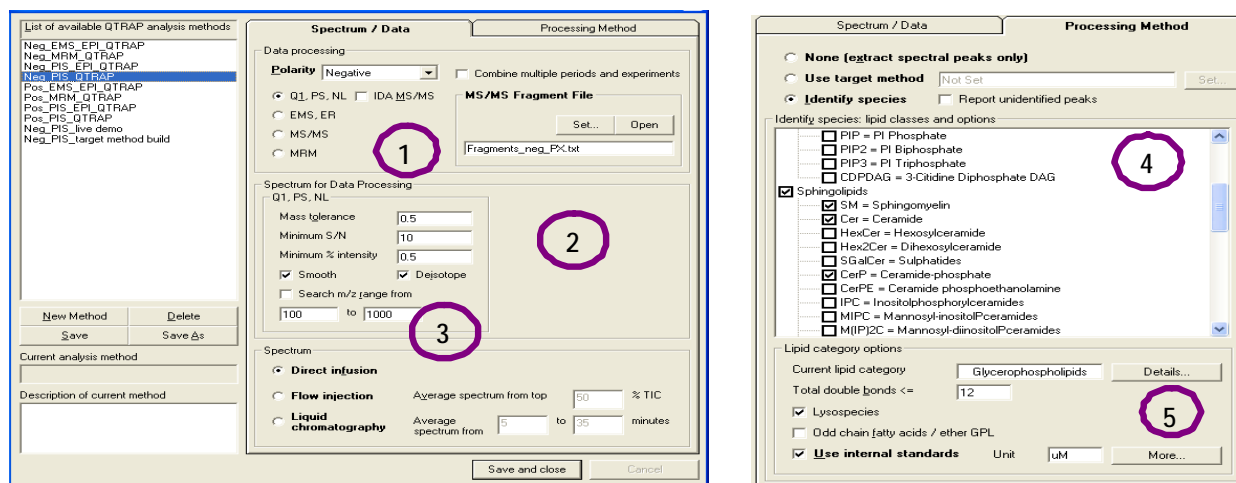 List of available QTRAP analysis methods
Neg_EMS_EPI_QTRAP
Neg_MRM_QTRAP
Neg_PIS_EPI_QTRAP
Neg_PIS_QTRAP
Pos_EMS_EPI_QTRAP
Pos_MRM_QTRAP
Pos_PIS_EPI_QTRAP
Pos_PIS_QTRAP
Neg_PIS_live demo
Neg_PIS_target method build
New Method Delete
Save Save As
Current analysis method
Description of current method
Spectrum / Data Processing Method
Data processing
Polarity Negative Combine multiple periods and experiments
Q1, PS, NL IDA MS/MS MS/MS Fragment File
EMS, ER Set... Open
MS/MS
MRM Fragments_neg_PX.txt
1
Spectrum for Data Processing
Q1, PS, NL
Mass tolerance 0.5
Minimum S/N 10
Minimum % intensity 0.5
Smooth Deisotope
Search m/z range from
100 to 1000
2
3
Spectrum
Direct infusion
Flow injection Average spectrum from top 50 % TIC
Liquid chromatography Average spectrum from 5 to 35 minutes
Save and close Cancel
Spectrum / Data Processing Method
None (extract spectral peaks only)
Use target method Not Set Set...
Identify species Report unidentified peaks
Identify species: lipid classes and options
PIP = PI Phosphate
PIP2 = PI Biphosphate
PIP3 = PI Triphosphate
CDPDAG = 3-Citidine Diphosphate DAG
Sphingolipids
SM = Sphingomyelin
Cer = Ceramide
HexCer = Hexosylceramide
Hex2Cer = Dihexosylceramide
SGalCer = Sulphatides
CerP = Ceramide-phosphate
CerPE = Ceramide phosphoethanolamine
IPC = Inositolphosphorylceramides
MIPC = Mannosyl-inositolPceramides
M(IP)2C = Mannosyl-diinositolPceramides
4
Lipid category options
Current lipid category Glycerophospholipids Details...
Total double bonds <= 12
Lysospecies
Odd chain fatty acids / ether GPL
Use internal standards Unit uM More...
5